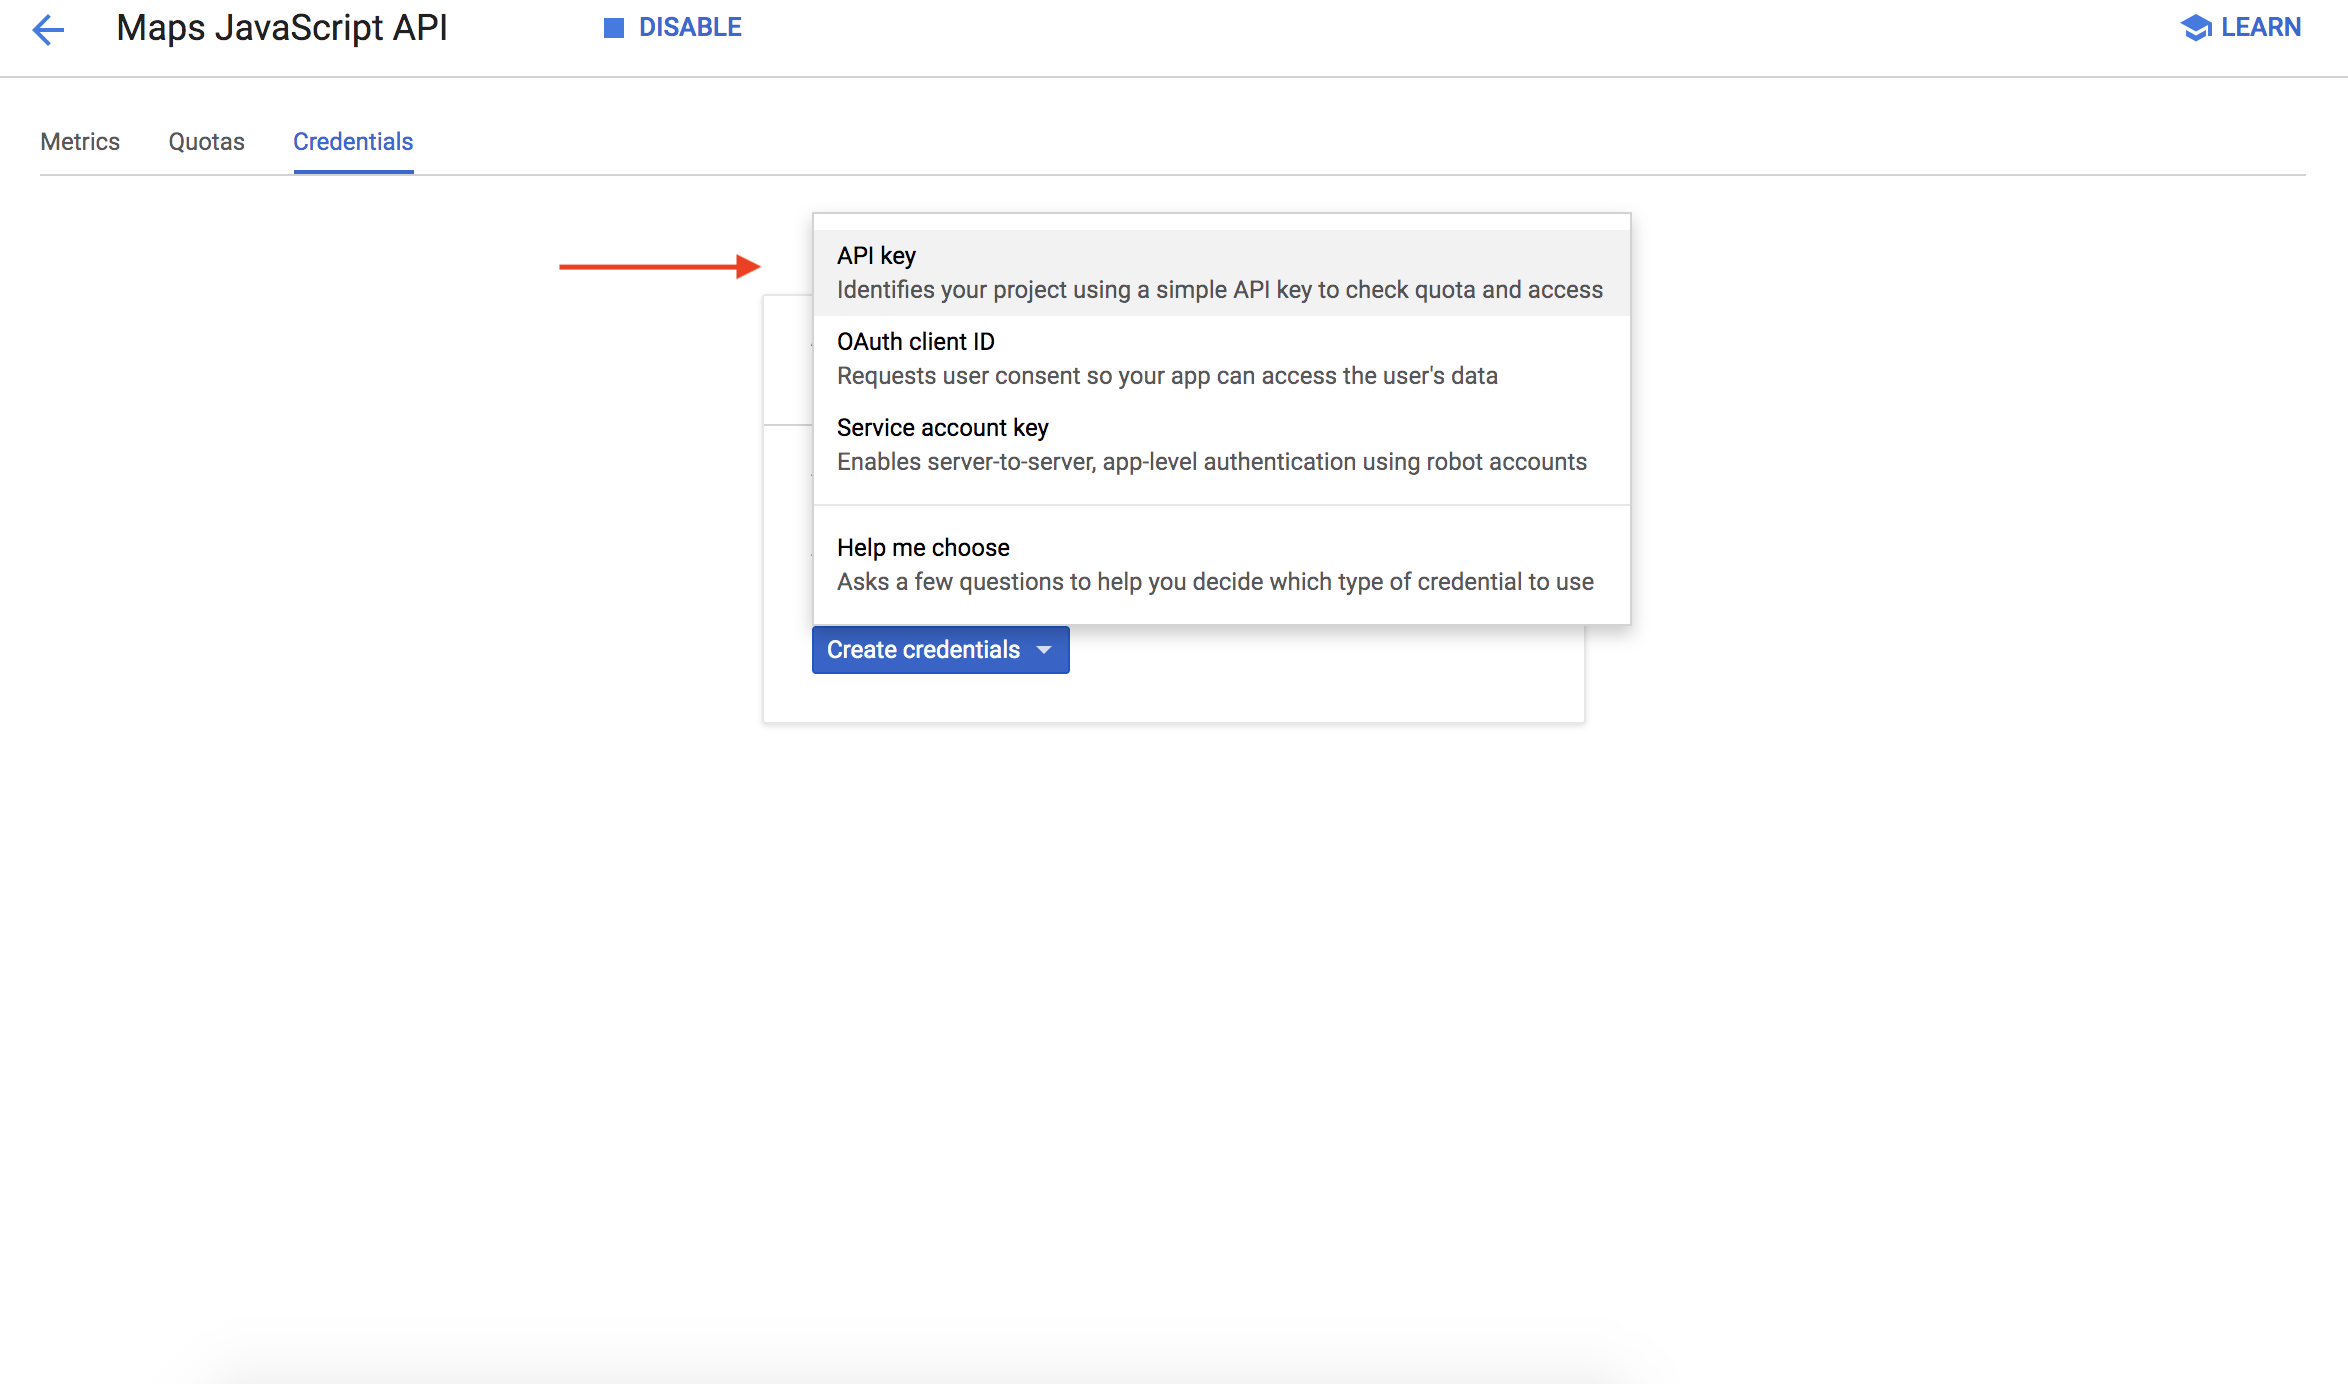 Maps JavaScript API
DISABLE
LEARN
Metrics
Quotas
Credentials
API key
Identifies your project using a simple API key to check quota and access
OAuth client ID
Requests user consent so your app can access the user's data
Service account key
Enables server-to-server, app-level authentication using robot accounts
Help me choose
Asks a few questions to help you decide which type of credential to use
Create credentials